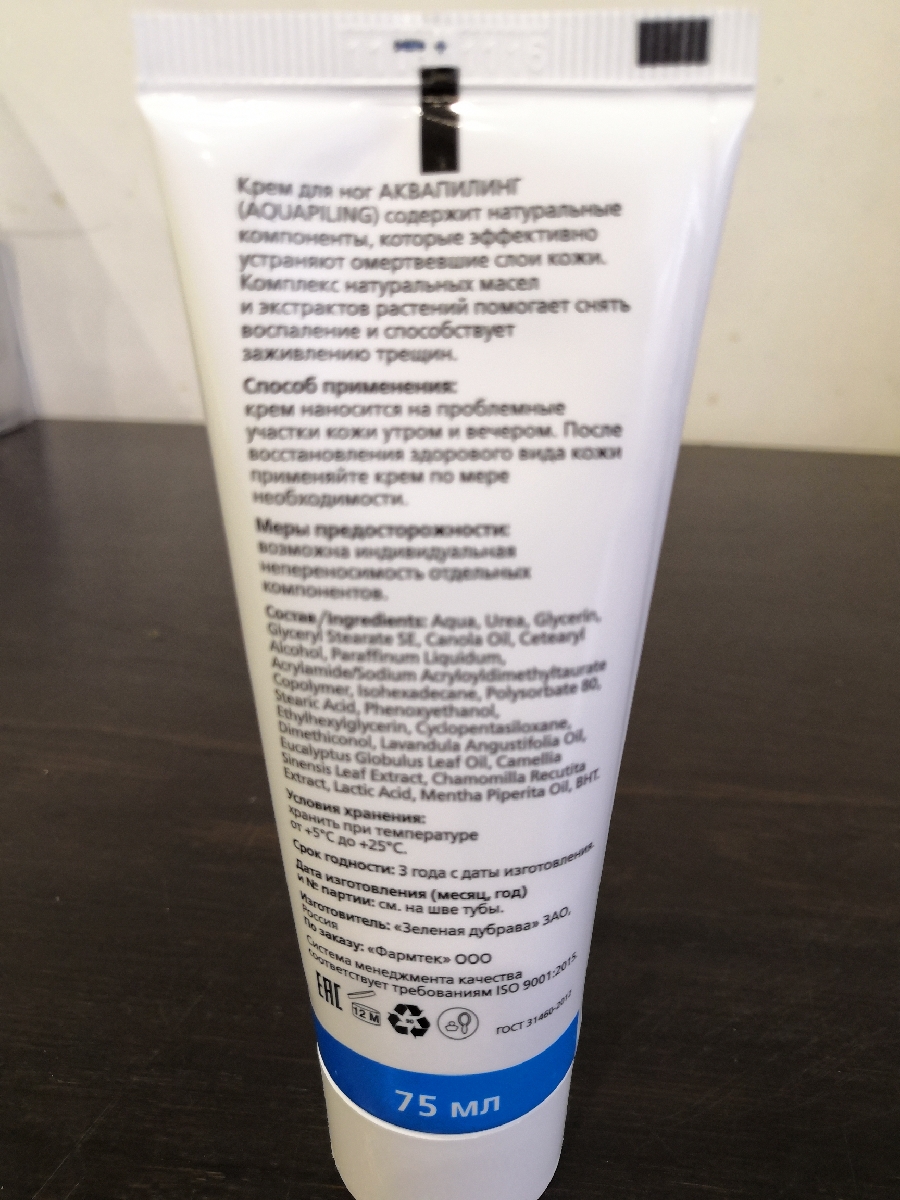 Крем для ног АКВАПИЛИНГ
(AQUAPILING) содержит натуральные
компоненты, которые эффективно
устраняют омертвевшие слои кожи.
Комплекс натуральных масел
и экстрактов растений помогает снять
воспаление и способствует
заживлению трещин.
Способ применения:
крем наносится на проблемные
участки кожи утром и вечером. После
восстановления здорового вида кожи
применяйте крем по мере
необходимости.
Меры предосторожности:
возможна индивидуальная
непереносимость отдельных
компонентов.
Состав/Ingredients: Aqua, Urea, Glycerin,
Glyceryl Stearate SE, Canola Oil, Cetearyl
Alcohol, Paraffinum Liquidum,
Acrylamide/Sodium Acryloyldimethyltaurate
Copolymer, Isohexadecane, Polysorbate 80,
Stearic Acid, Phenoxyethanol,
Ethylhexylglycerin, Cyclopentasiloxane,
Dimethiconol, Lavandula Angustifolia Oil,
Eucalyptus Globulus Leaf Oil, Camellia
Sinensis Leaf Extract, Chamomilla Recutita
Extract, Lactic Acid, Mentha Piperita Oil, BHT.
Условия хранения:
хранить при температуре
от +5°С до +25°С.
Срок годности: 3 года с даты изготовления.
Дата изготовления (месяц, год)
и № партии: см. на шве тубы.
Изготовитель: «Зеленая дубрава» ЗАО,
Россия
По заказу: «Фармтек» ООО
Система менеджмента качества
соответствует требованиям ISO 9001:2015
EAC
12 M
ГОСТ 31460-2012
75 мл